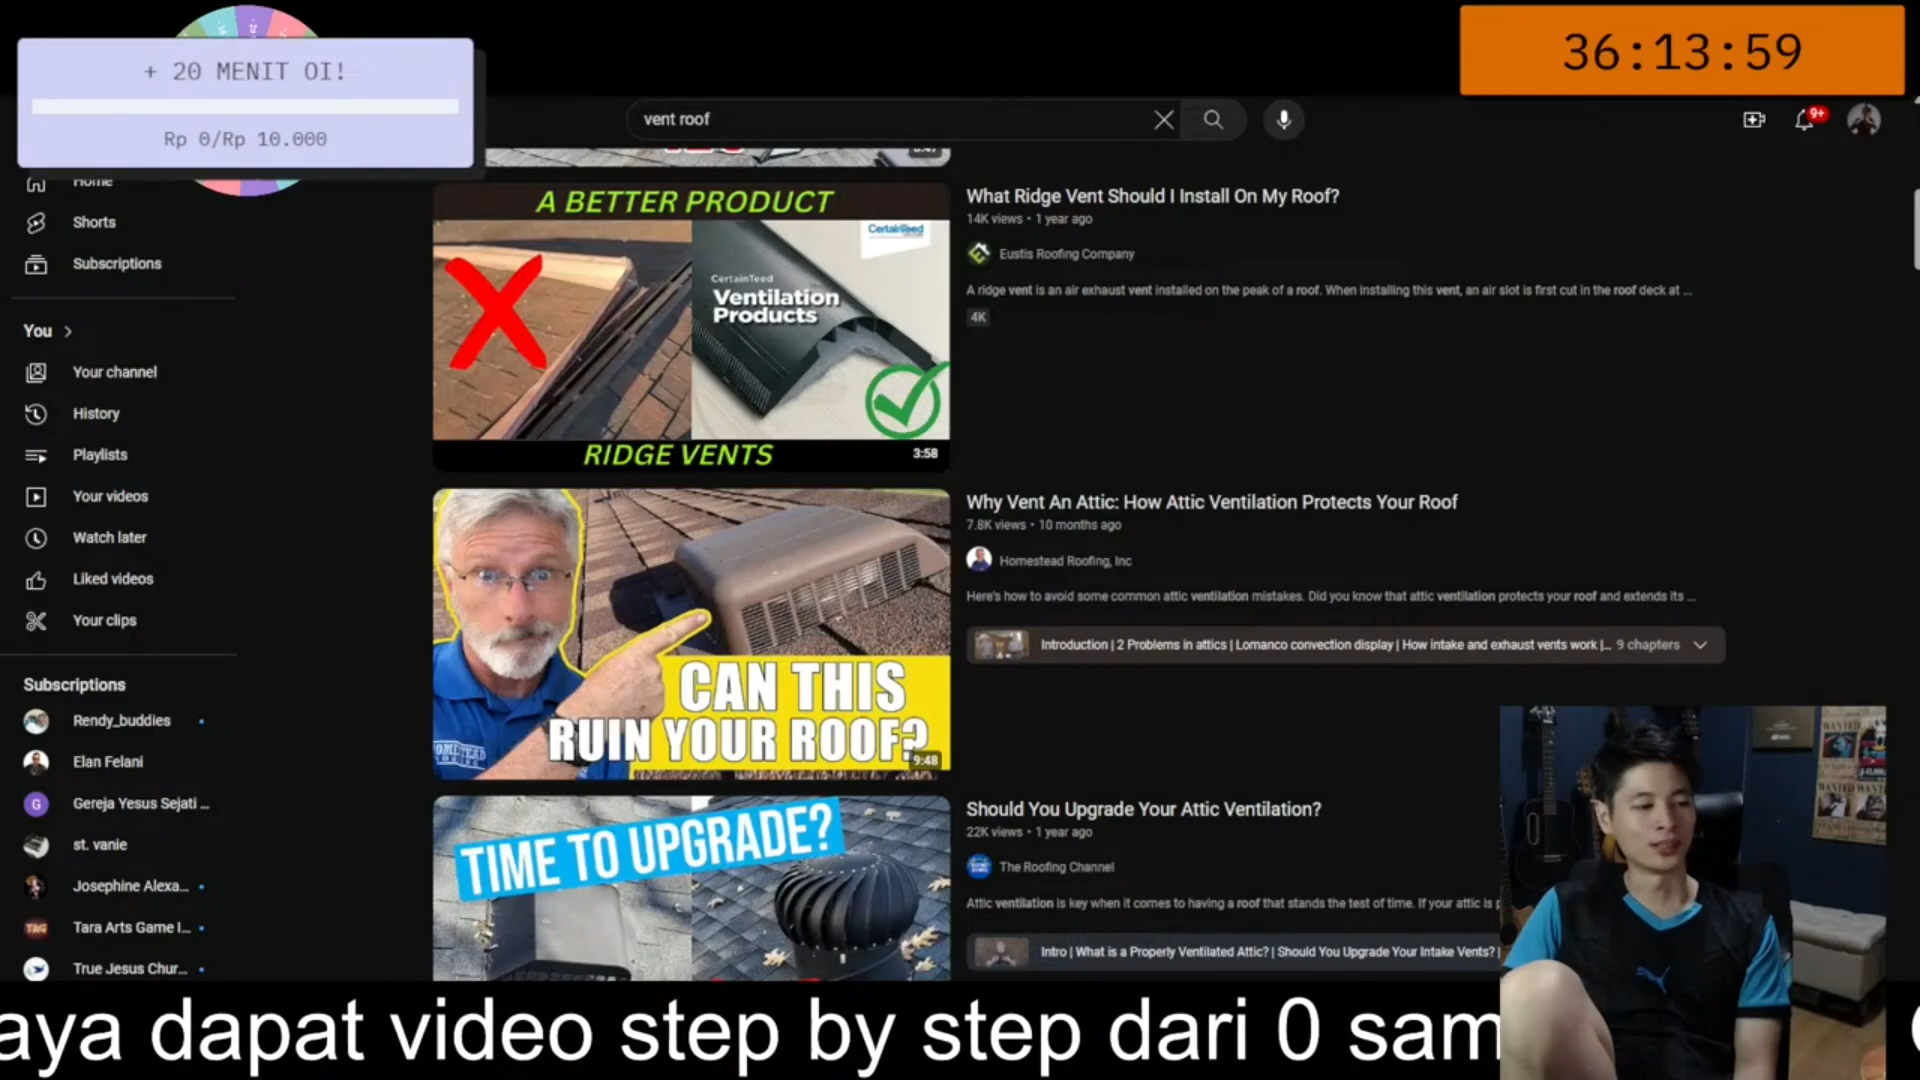 + 20 MENIT OI!
Rp 0/Rp 10.000
36:13:59
vent roof
9+
Home
Shorts
Subscriptions
You
Your channel
History
Playlists
Your videos
Watch later
Liked videos
Your clips
Subscriptions
Rendy_buddies
Elan Felani
G
Gereja Yesus Sejati ...
st. vanie
Josephine Alexa...
TAG
Tara Arts Game I...
True Jesus Chur...
A BETTER PRODUCT
CertainTeed
CertainTeed
Ventilation
Products
RIDGE VENTS
3:58
What Ridge Vent Should I Install On My Roof?
14K views • 1 year ago
Eustis Roofing Company
A ridge vent is an air exhaust vent installed on the peak of a roof. When installing this vent, an air slot is first cut in the roof deck at ...
4K
CAN THIS
RUIN YOUR ROOF?
9:48
Why Vent An Attic: How Attic Ventilation Protects Your Roof
7.8K views • 10 months ago
Homestead Roofing, Inc
Here's how to avoid some common attic ventilation mistakes. Did you know that attic ventilation protects your roof and extends its ...
Introduction | 2 Problems in attics | Lomanco convection display | How intake and exhaust vents work |... 9 chapters
TIME TO UPGRADE?
Should You Upgrade Your Attic Ventilation?
22K views • 1 year ago
The Roofing Channel
Attic ventilation is key when it comes to having a roof that stands the test of time. If your attic is
Intro | What is a Properly Ventilated Attic? | Should You Upgrade Your Intake Vents? |
WANTED
WANTED
aya dapat video step by step dari 0 sam